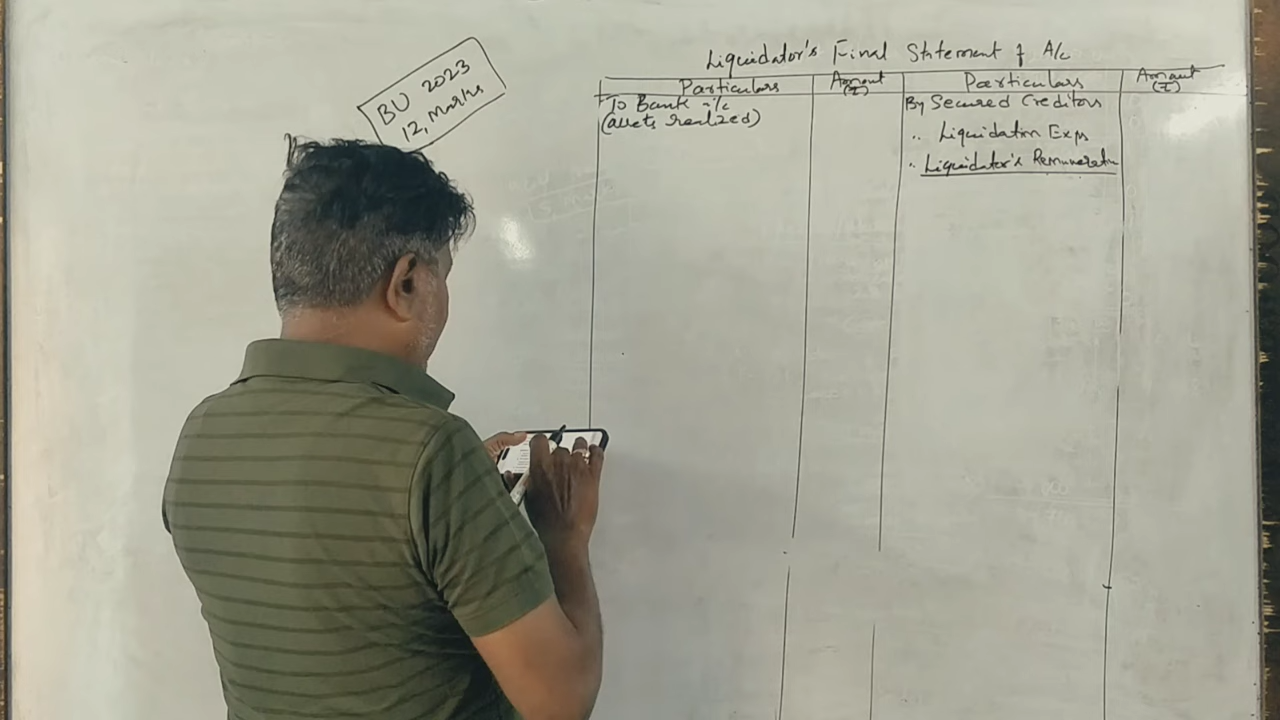 BU 2023
12, Marks
Liquidator's Final Statement of A/c
Particulars
Amount
(₹)
Particulars
Amount
(₹)
To Bank A/c
(assets realized)
By Secured Creditors
" Liquidation Exps
" Liquidator's Remuneratn